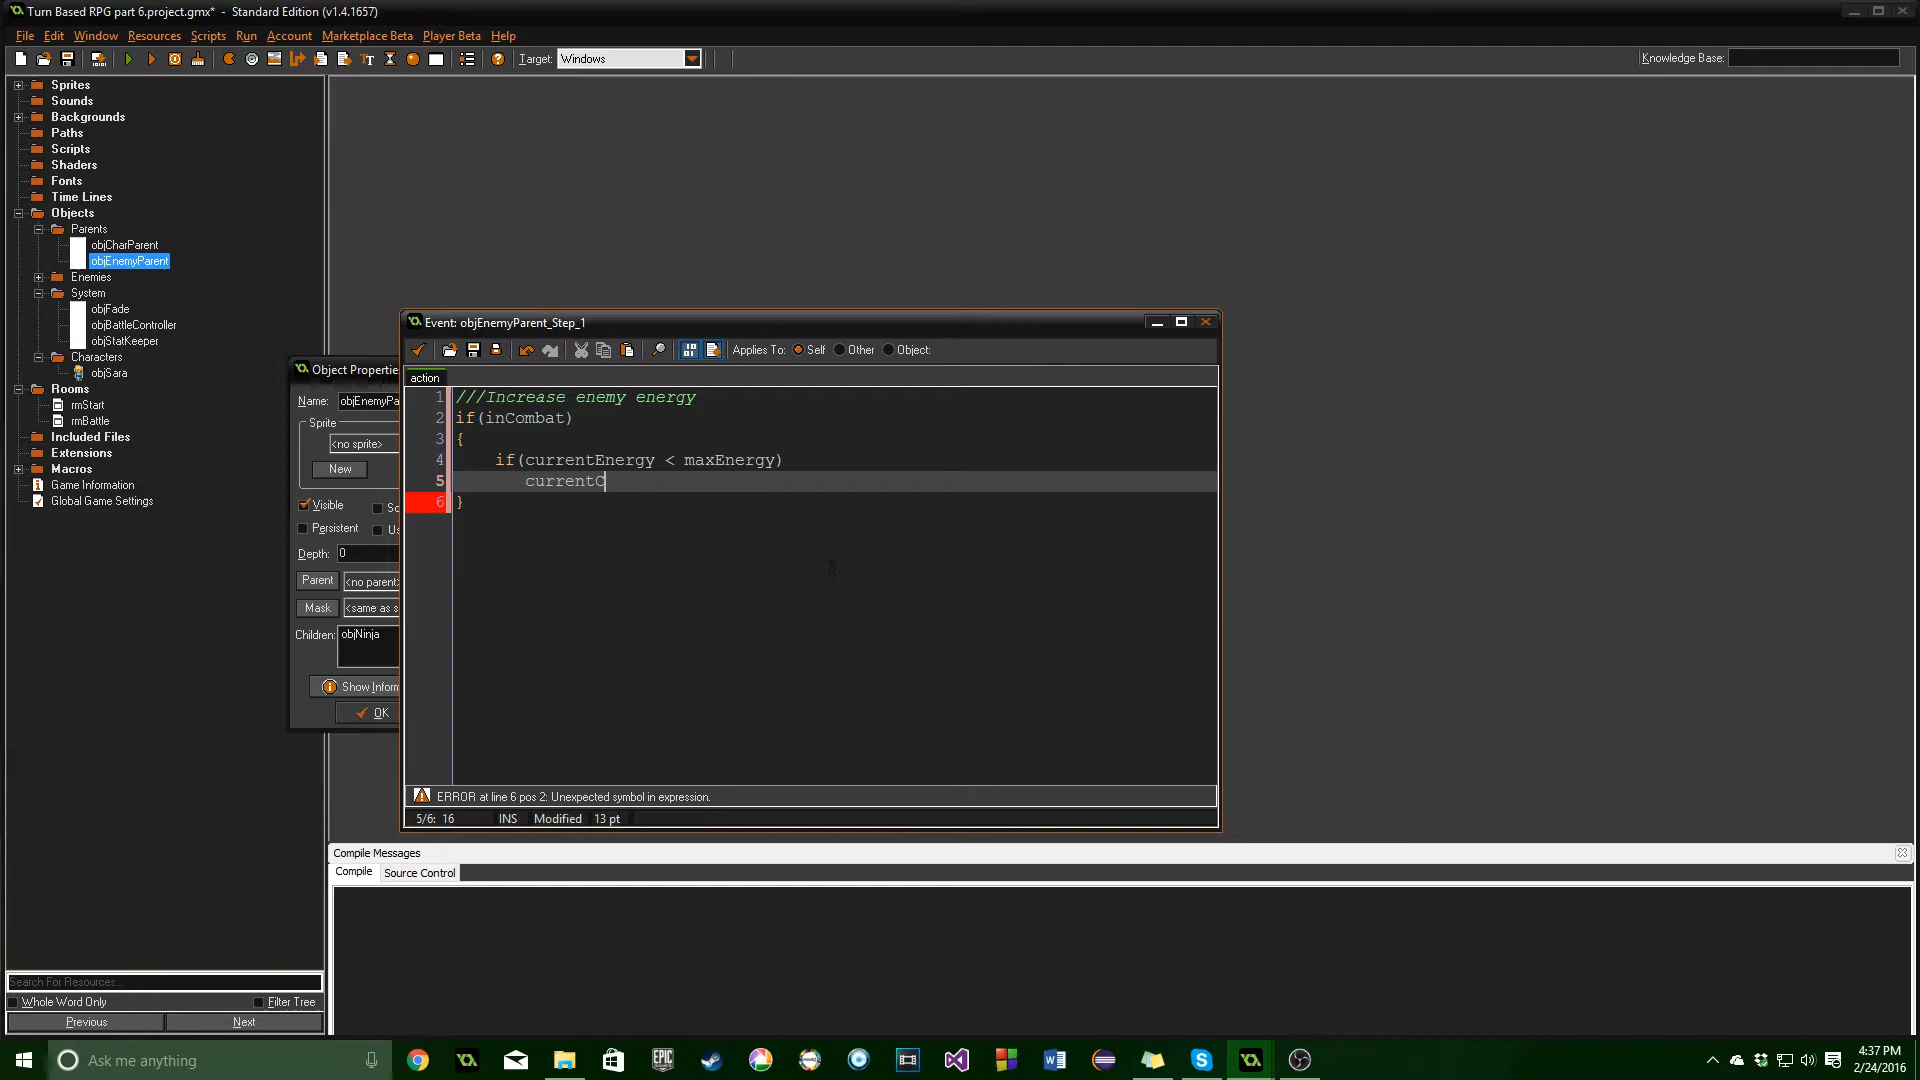 Turn Based RPG part 6.project.gmx* - Standard Edition (v1.4.1657)
File Edit Window Resources Scripts Run Account Marketplace Beta Player Beta Help
Target: Windows
Knowledge Base:
Sprites
Sounds
Backgrounds
Paths
Scripts
Shaders
Fonts
Time Lines
Objects
Parents
objCharParent
objEnemyParent
Enemies
System
objFade
objBattleController
objStatKeeper
Characters
objSara
Rooms
rmStart
rmBattle
Included Files
Extensions
Macros
Game Information
Global Game Settings
Search For Resources...
Whole Word Only Filter Tree
Previous Next
Object Propertie
Name: objEnemyPa
Sprite
<no sprite>
New
Visible So
Persistent Us
Depth: 0
Parent <no parent>
Mask <same as s
Children: objNinja
Show Inform
OK
Event: objEnemyParent_Step_1
Applies To: Self Other Object:
action
1 ///Increase enemy energy
2 if(inCombat)
3 {
4 if(currentEnergy < maxEnergy)
5 currentC
6 }
ERROR at line 6 pos 2: Unexpected symbol in expression.
5/6: 16 INS Modified 13 pt
Compile Messages
Compile Source Control
Ask me anything
4:37 PM
2/24/2016